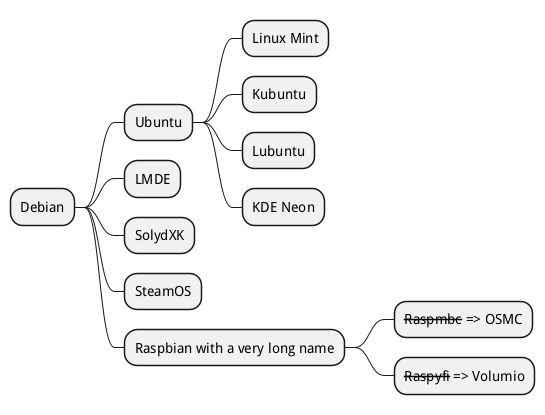 Linux Mint
Kubuntu
Ubuntu
Lubuntu
LMDE
KDE Neon
Debian
SolydXK
SteamOS
Raspmbc => OSMC
Raspbian with a very long name
Raspyfi => Volumio